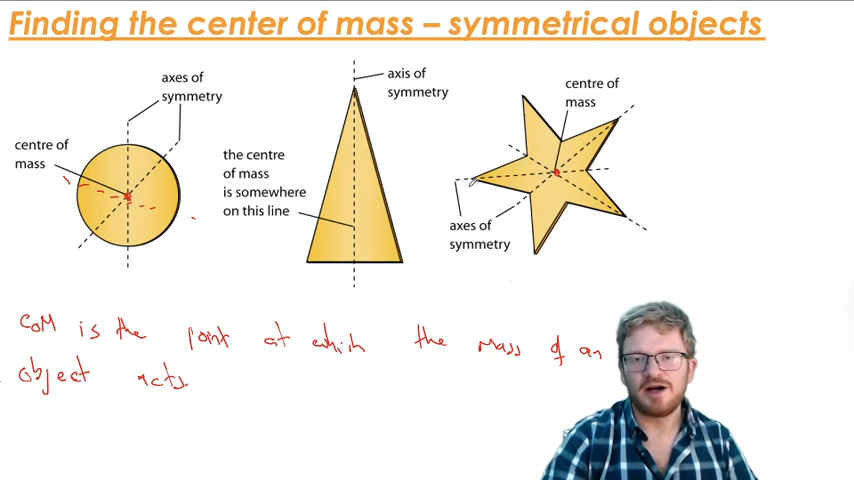 Finding the center of mass – symmetrical objects
axes of
symmetry
centre of
mass
axis of
symmetry
the centre
of mass
is somewhere
on this line
centre of
mass
axes of
symmetry
CoM is the point at which the mass of an
object acts.